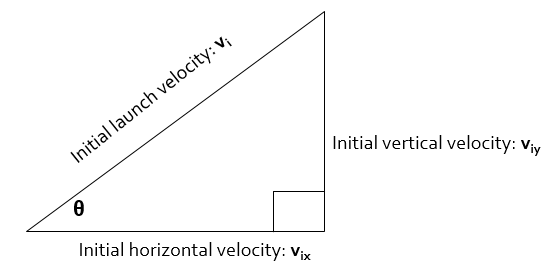 Initial launch velocity: vi
Initial vertical velocity: viy
θ
Initial horizontal velocity: vix